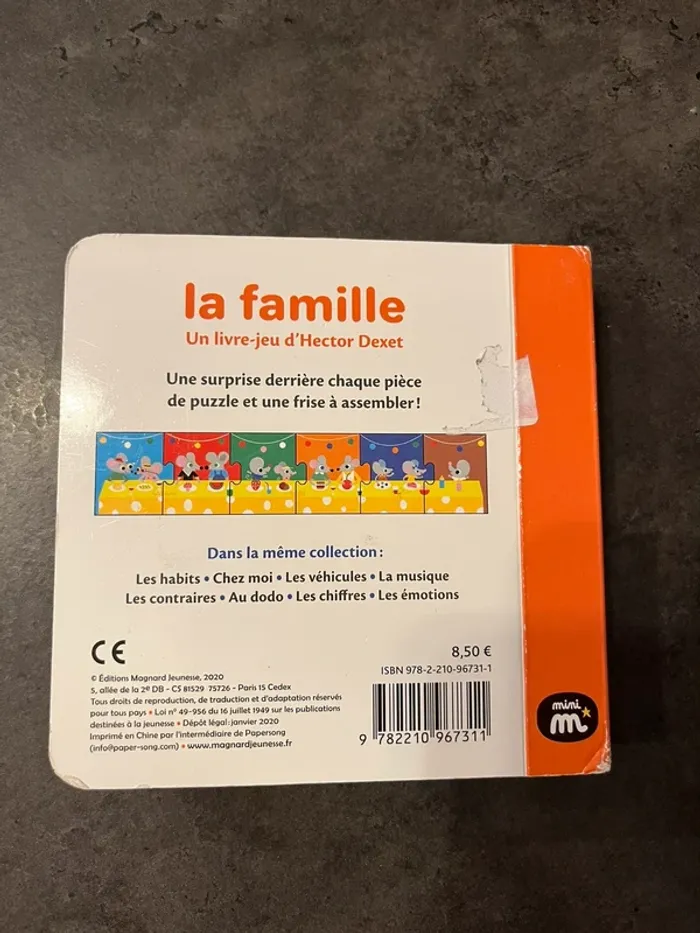 la famille
Un livre-jeu d'Hector Dexet
Une surprise derrière chaque pièce
de puzzle et une frise à assembler !
Dans la même collection :
Les habits • Chez moi • Les véhicules • La musique
Les contraires • Au dodo • Les chiffres • Les émotions
CE
8,50 €
ISBN 978-2-210-96731-1
© Éditions Magnard Jeunesse, 2020
5, allée de la 2e DB - CS 81529 75726 - Paris 15 Cedex
Tous droits de reproduction, de traduction et d'adaptation réservés
pour tous pays • Loi n° 49-956 du 16 juillet 1949 sur les publications
destinées à la jeunesse • Dépôt légal : janvier 2020
Imprimé en Chine par l'intermédiaire de Papersong
(info@paper-song.com) • www.magnardjeunesse.fr
9 782210 967311
mini
m